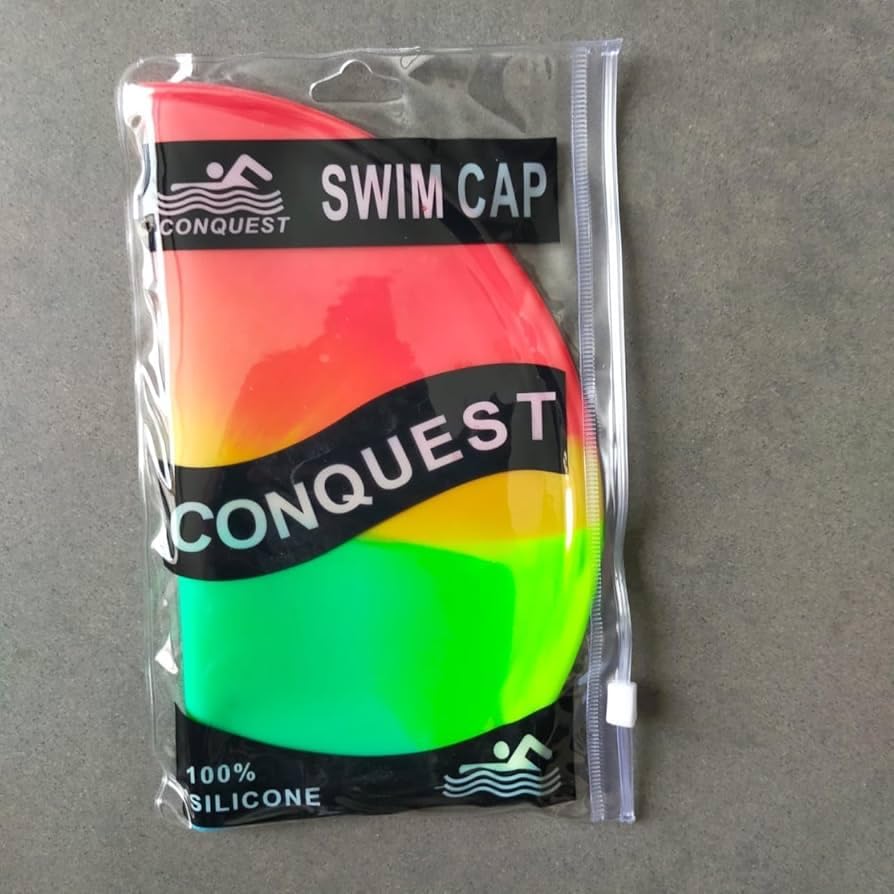 CONQUEST
SWIM CAP
CONQUEST
100%
SILICONE